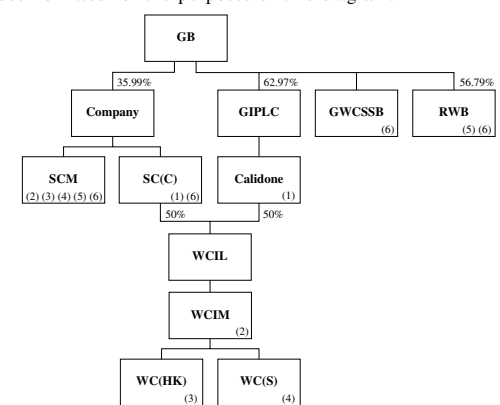 GB
35.99%
62.97%
56.79%
Company
GIPLC
GWCSSB
(6)
RWB
(5) (6)
SCM
(2) (3) (4) (5) (6)
SC(C)
(1) (6)
Calidone
(1)
50%
50%
WCIL
WCIM
(2)
WC(HK)
(3)
WC(S)
(4)